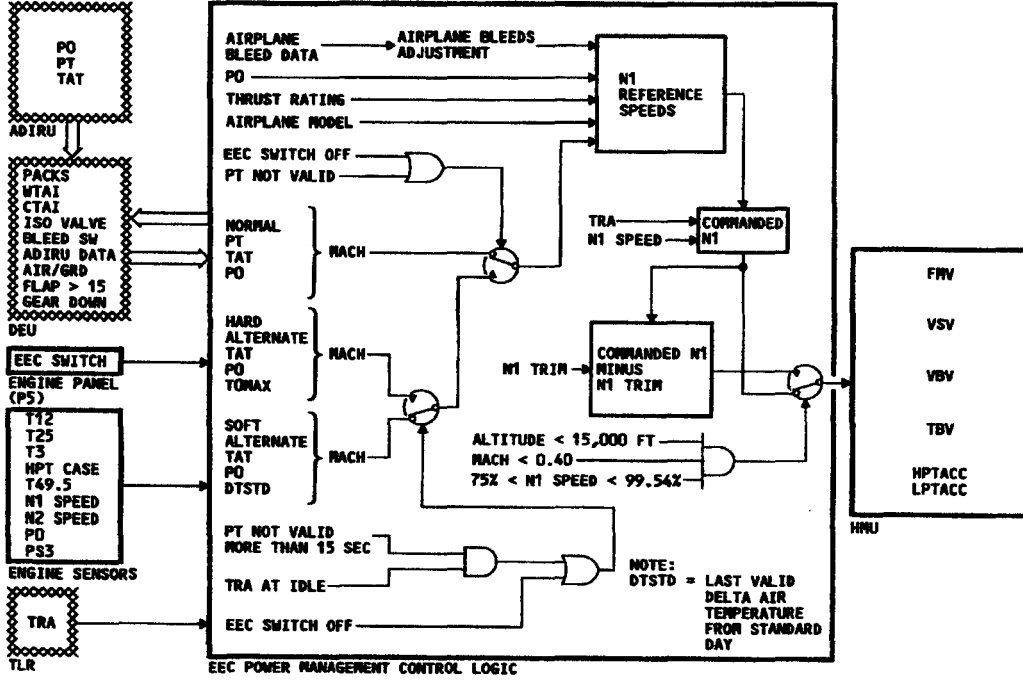 PO
PT
TAT
ADIRU
PACKS
WTAI
CTAI
ISO VALVE
BLEED SW
ADIRU DATA
AIR/GRD
FLAP > 15
GEAR DOWN
DEU
EEC SWITCH
ENGINE PANEL
(P5)
T12
T25
T3
HPT CASE
T49.5
N1 SPEED
N2 SPEED
PO
PS3
ENGINE SENSORS
TRA
TLR
AIRPLANE
BLEED DATA
AIRPLANE BLEEDS
ADJUSTMENT
PO
THRUST RATING
AIRPLANE MODEL
N1
REFERENCE
SPEEDS
EEC SWITCH OFF
PT NOT VALID
NORMAL
PT
TAT
PO
MACH
TRA
N1 SPEED
COMMANDED
N1
HARD
ALTERNATE
TAT
PO
TOMAX
MACH
N1 TRIM
COMMANDED N1
MINUS
N1 TRIM
SOFT
ALTERNATE
TAT
PO
DTSTD
MACH
ALTITUDE < 15,000 FT
MACH < 0.40
75% < N1 SPEED < 99.54%
PT NOT VALID
MORE THAN 15 SEC
TRA AT IDLE
EEC SWITCH OFF
NOTE:
DTSTD = LAST VALID
DELTA AIR
TEMPERATURE
FROM STANDARD
DAY
EEC POWER MANAGEMENT CONTROL LOGIC
FMV
VSV
VBV
TBV
HPTACC
LPTACC
HMU